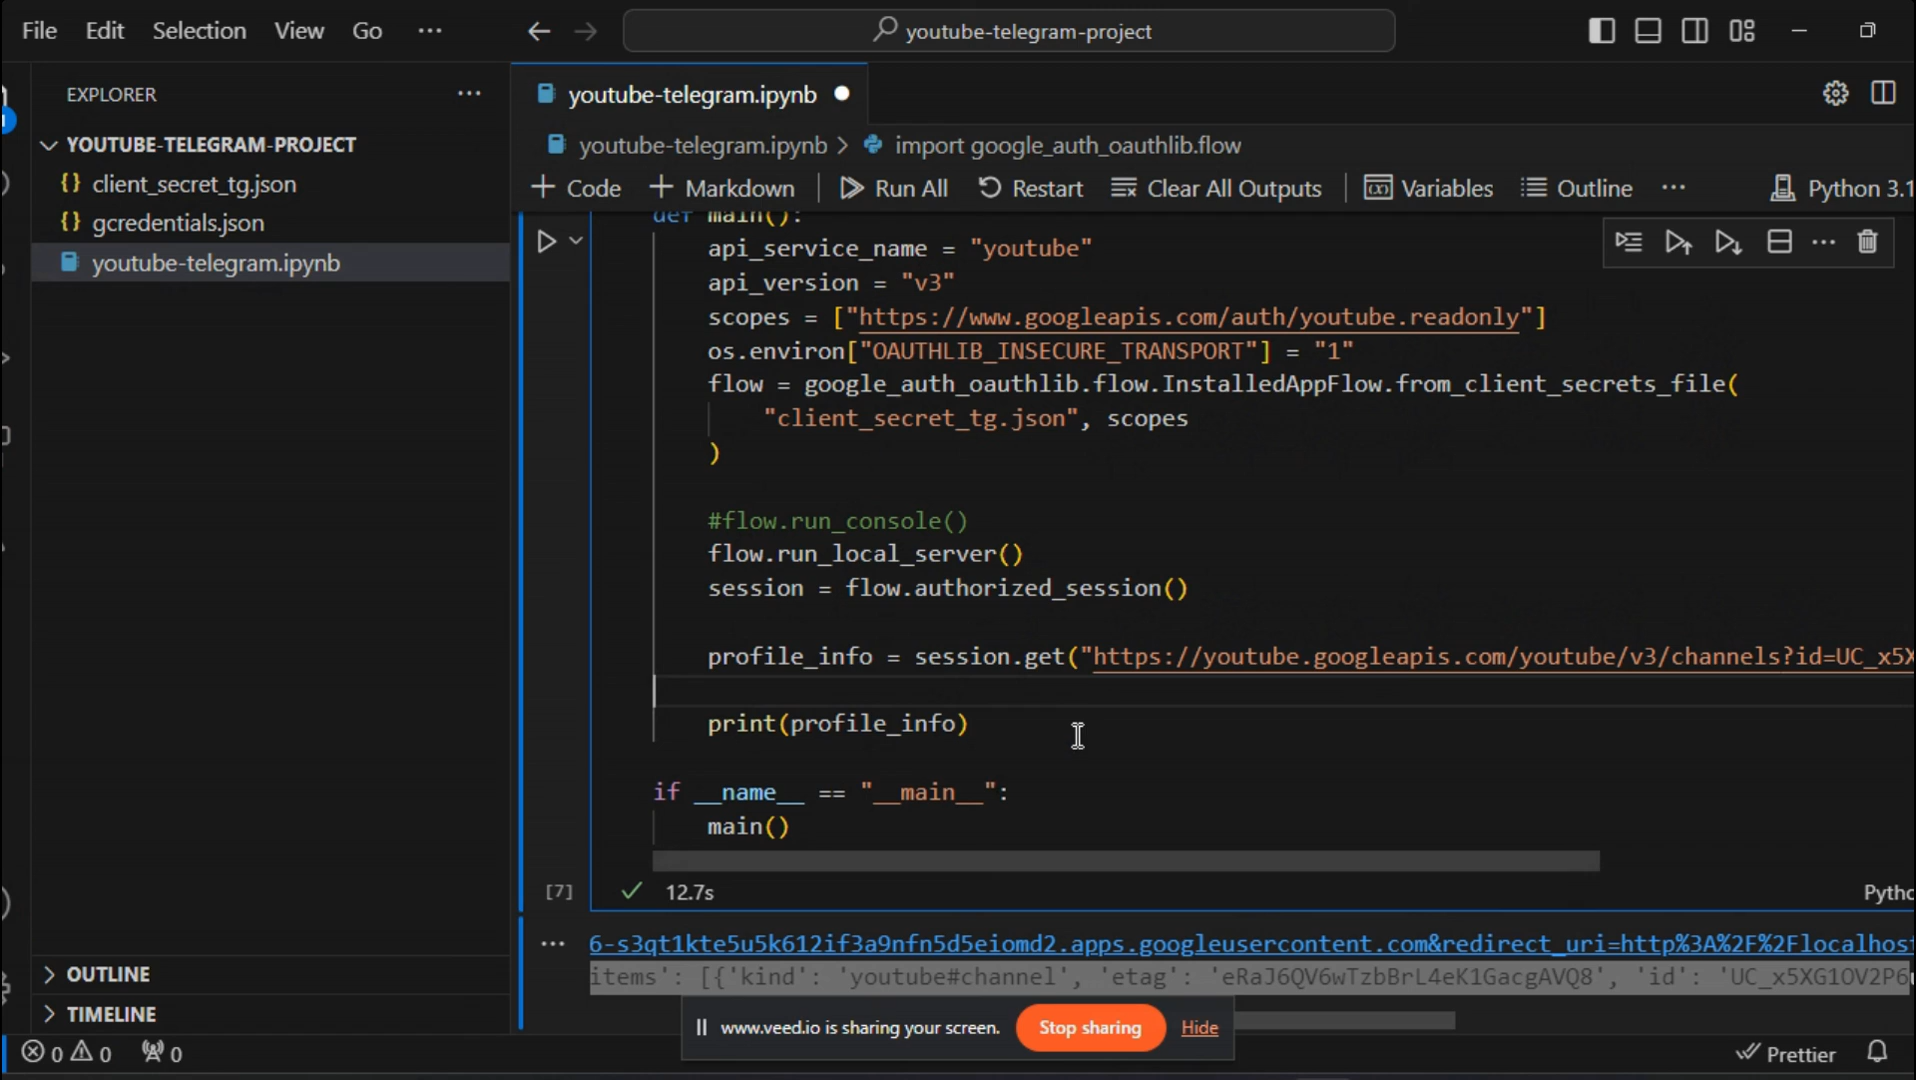 File Edit Selection View Go ··· youtube-telegram-project
EXPLORER ···
YOUTUBE-TELEGRAM-PROJECT
{} client_secret_tg.json
{} gcredentials.json
youtube-telegram.ipynb
OUTLINE
TIMELINE
youtube-telegram.ipynb
youtube-telegram.ipynb > import google_auth_oauthlib.flow
+ Code + Markdown Run All Restart Clear All Outputs Variables Outline ··· Python 3.1
def main():
api_service_name = "youtube"
api_version = "v3"
scopes = ["https://www.googleapis.com/auth/youtube.readonly"]
os.environ["OAUTHLIB_INSECURE_TRANSPORT"] = "1"
flow = google_auth_oauthlib.flow.InstalledAppFlow.from_client_secrets_file(
"client_secret_tg.json", scopes
)
#flow.run_console()
flow.run_local_server()
session = flow.authorized_session()
profile_info = session.get("https://youtube.googleapis.com/youtube/v3/channels?id=UC_x5X
print(profile_info)
if __name__ == "__main__":
main()
[7] ✓ 12.7s Pytho
··· 6-s3qt1kte5u5k612if3a9nfn5d5eiomd2.apps.googleusercontent.com&redirect_uri=http%3A%2F%2Flocalhos
items': [{'kind': 'youtube#channel', 'etag': 'eRaJ6QV6wTzbBrL4eK1GacgAVQ8', 'id': 'UC_x5XG1OV2P6
www.veed.io is sharing your screen. Stop sharing Hide
0 0 0 Prettier